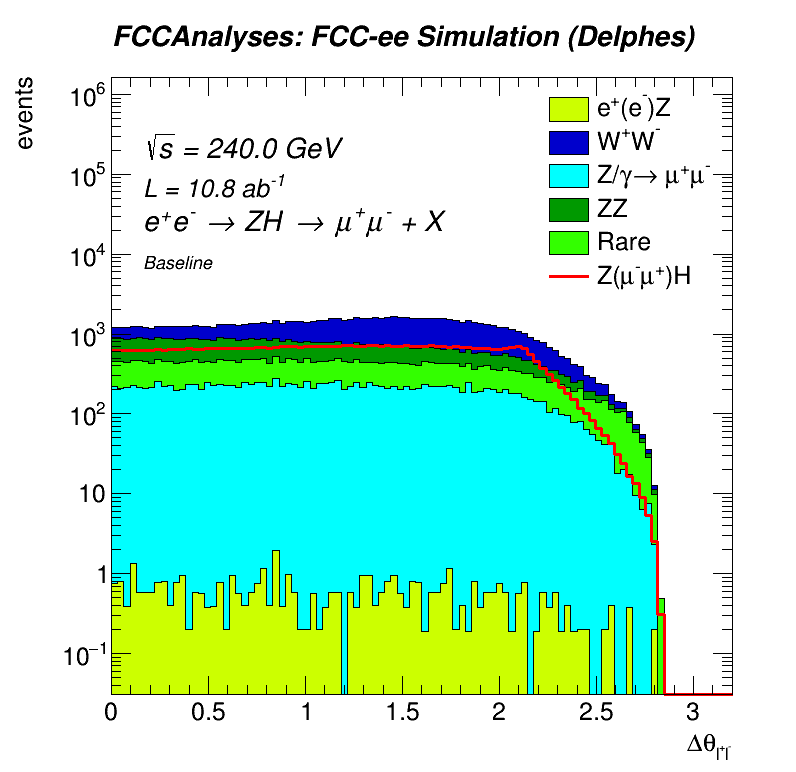 FCCAnalyses: FCC-ee Simulation (Delphes)
events
10⁶
10⁵
10⁴
10³
10²
10
1
10⁻¹
√s = 240.0 GeV
L = 10.8 ab⁻¹
e⁺e⁻ → ZH → μ⁺μ⁻ + X
Baseline
e⁺(e⁻)Z
W⁺W⁻
Z/γ→ μ⁺μ⁻
ZZ
Rare
Z(μ⁻μ⁺)H
0 0.5 1 1.5 2 2.5 3
Δθ_{l⁺l⁻}